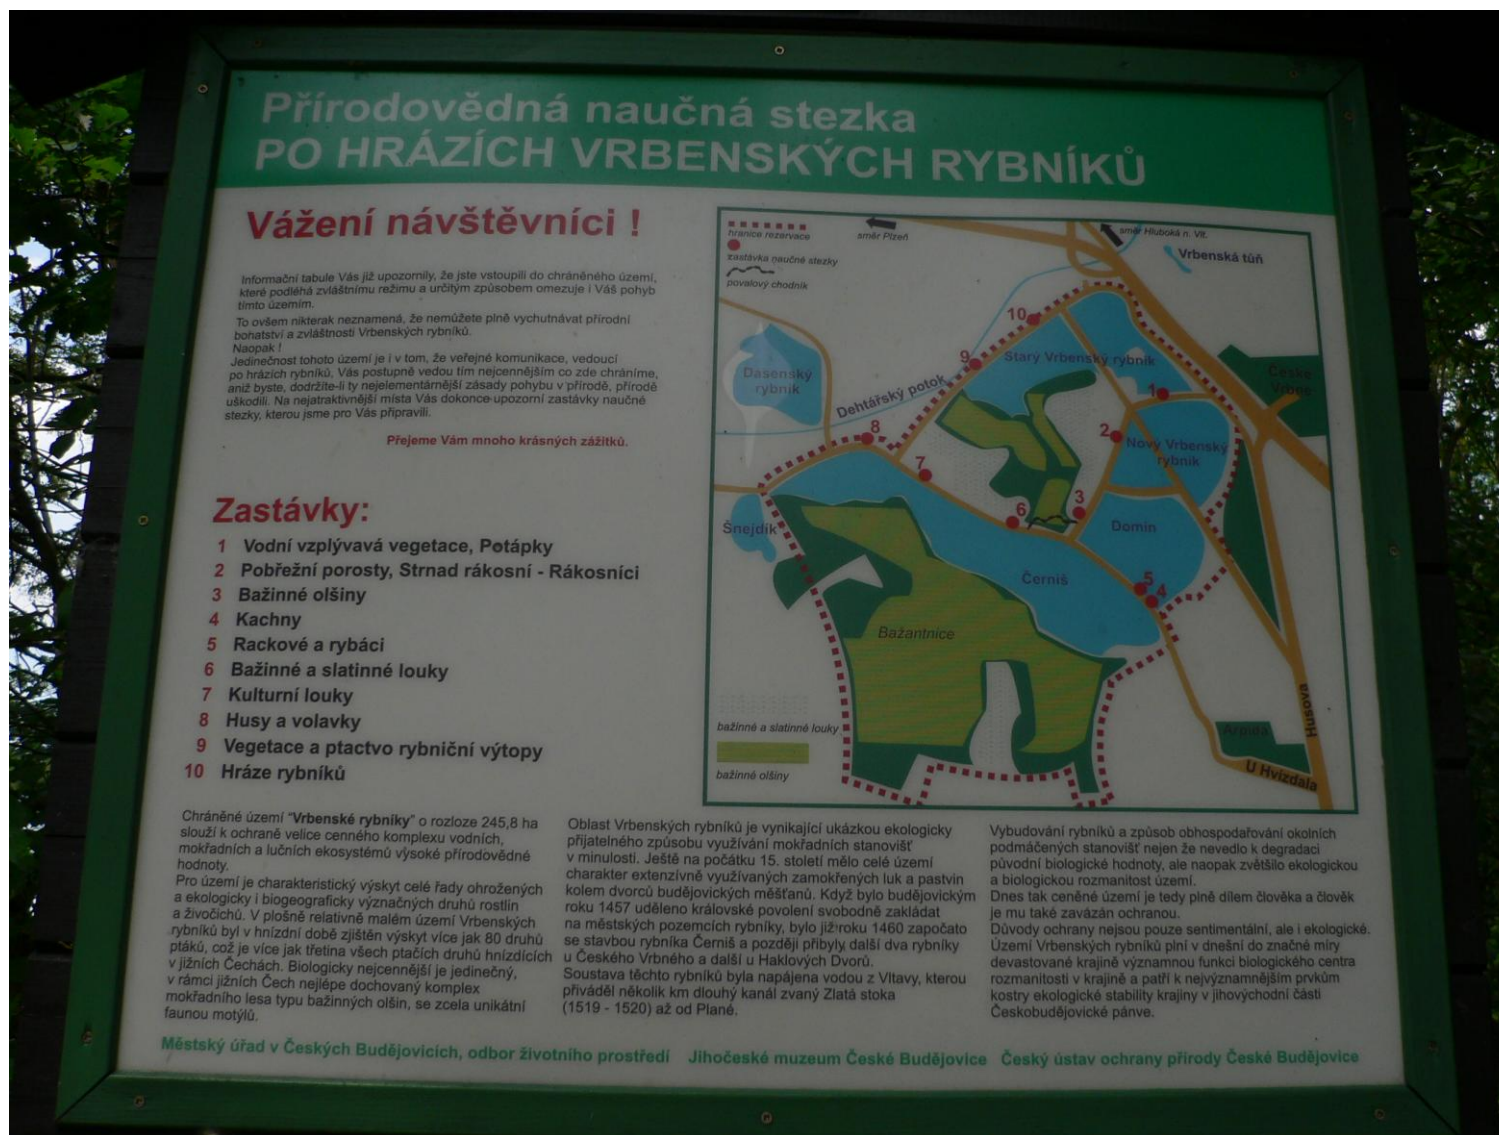 Přírodovědná naučná stezka
PO HRÁZÍCH VRBENSKÝCH RYBNÍKŮ
Vážení návštěvníci !
Informační tabule Vás již upozornily, že jste vstoupili do chráněného území,
které podléhá zvláštnímu režimu a určitým způsobem omezuje i Váš pohyb
tímto územím.
To ovšem nikterak neznamená, že nemůžete plně vychutnávat přírodní
bohatství a zvláštnosti Vrbenských rybníků.
Naopak !
Jedinečnost tohoto území je i v tom, že veřejné komunikace, vedoucí
po hrázích rybníků, Vás postupně vedou tím nejcennějším co zde chráníme,
aniž byste, dodržíte-li ty nejelementárnější zásady pohybu v přírodě, přírodě
uškodili. Na nejatraktivnější místa Vás dokonce upozorní zastávky naučné
stezky, kterou jsme pro Vás připravili.
Přejeme Vám mnoho krásných zážitků.
Zastávky:
1 Vodní vzplývavá vegetace, Potápky
2 Pobřežní porosty, Strnad rákosní - Rákosníci
3 Bažinné olšiny
4 Kachny
5 Rackové a rybáci
6 Bažinné a slatinné louky
7 Kulturní louky
8 Husy a volavky
9 Vegetace a ptactvo rybniční výtopy
10 Hráze rybníků
hranice rezervace
zastávka naučné stezky
povalový chodník
směr Plzeň
směr Hluboká n. Vlt.
Vrbenská tůň
10
Starý Vrbenský rybník
9
České
Vrbné
Dasenský
rybník
Dehtářský potok
1
8
2
Nový Vrbenský
rybník
7
3
6
Šnejdlík
Domin
Černiš
5
4
Bažantnice
Husova
bažinné a slatinné louky
bažinné olšiny
U Hvízdala
Chráněné území "Vrbenské rybníky" o rozloze 245,8 ha
slouží k ochraně velice cenného komplexu vodních,
mokřadních a lučních ekosystémů vysoké přírodovědné
hodnoty.
Pro území je charakteristický výskyt celé řady ohrožených
a ekologicky i biogeograficky význačných druhů rostlin
a živočichů. V plošně relativně malém území Vrbenských
rybníků byl v hnízdní době zjištěn výskyt více jak 80 druhů
ptáků, což je více jak třetina všech ptačích druhů hnízdících
v jižních Čechách. Biologicky nejcennější je jedinečný,
v rámci jižních Čech nejlépe dochovaný komplex
mokřadního lesa typu bažinných olšin, se zcela unikátní
faunou motýlů.
Oblast Vrbenských rybníků je vynikající ukázkou ekologicky
přijatelného způsobu využívání mokřadních stanovišť
v minulosti. Ještě na počátku 15. století mělo celé území
charakter extenzívně využívaných zamokřených luk a pastvin
kolem dvorců budějovických měšťanů. Když bylo budějovickým
roku 1457 uděleno královské povolení svobodně zakládat
na městských pozemcích rybníky, bylo již roku 1460 započato
se stavbou rybníka Černiš a později přibyly další dva rybníky
u Českého Vrbného a další u Haklových Dvorů.
Soustava těchto rybníků byla napájena vodou z Vltavy, kterou
přiváděl několik km dlouhý kanál zvaný Zlatá stoka
(1519 - 1520) až od Plané.
Vybudování rybníků a způsob obhospodařování okolních
podmáčených stanovišť nejen že nevedlo k degradaci
původní biologické hodnoty, ale naopak zvětšilo ekologickou
a biologickou rozmanitost území.
Dnes tak ceněné území je tedy plně dílem člověka a člověk
je mu také zavázán ochranou.
Důvody ochrany nejsou pouze sentimentální, ale i ekologické.
Území Vrbenských rybníků plní v dnešní do značné míry
devastované krajině významnou funkci biologického centra
rozmanitosti v krajině a patří k nejvýznamnějším prvkům
kostry ekologické stability krajiny v jihovýchodní části
Českobudějovické pánve.
Městský úřad v Českých Budějovicích, odbor životního prostředí Jihočeské muzeum České Budějovice Český ústav ochrany přírody České Budějovice